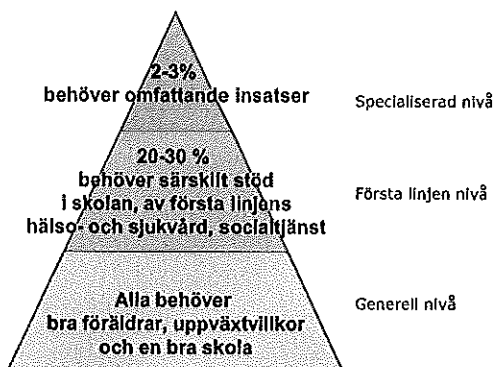 2-3%
behöver omfattande insatser
Specialiserad nivå
20-30 %
behöver särskilt stöd
i skolan, av första linjens
hälso- och sjukvård, socialtjänst
Första linjen nivå
Alla behöver
bra föräldrar, uppväxtvillkor
och en bra skola
Generell nivå